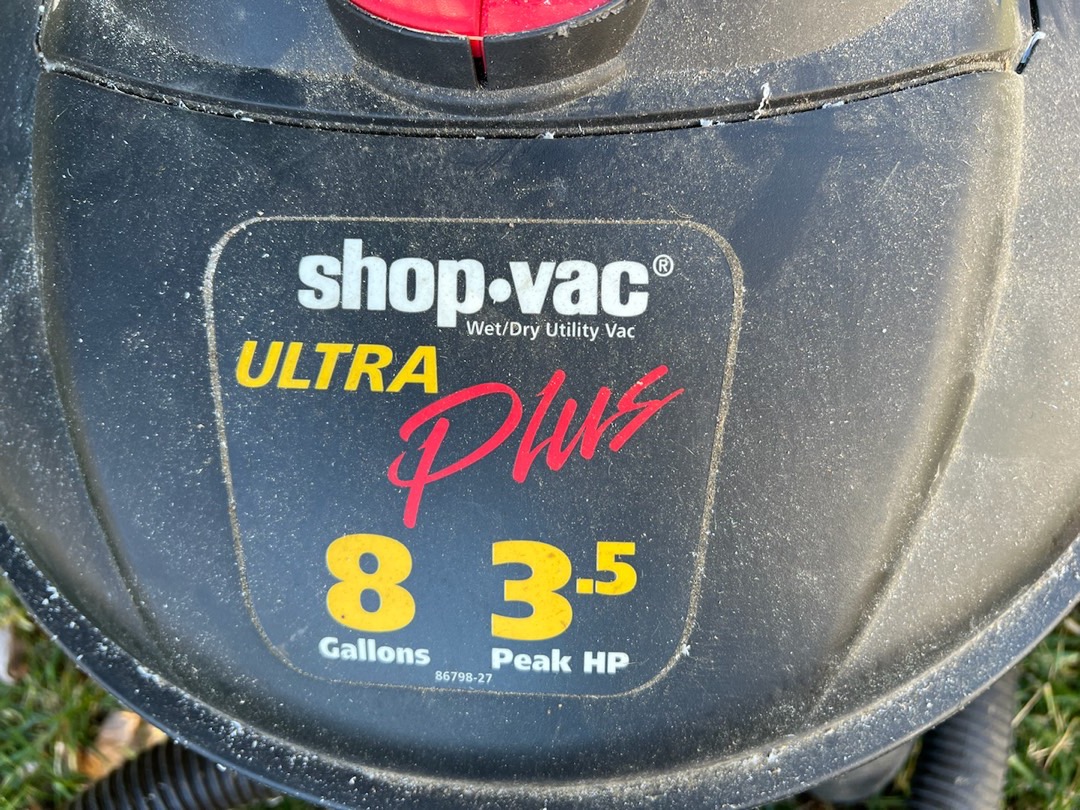 shop•vac®
Wet/Dry Utility Vac
ULTRA
Plus
8 3.5
Gallons Peak HP
86798-27